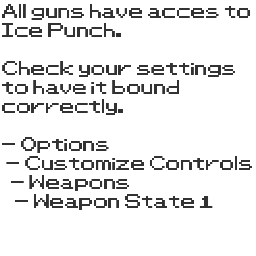 All guns have acces to
Ice Punch.
Check your settings
to have it bound
correctly.
- Options
- Customize Controls
- Weapons
- Weapon State 1